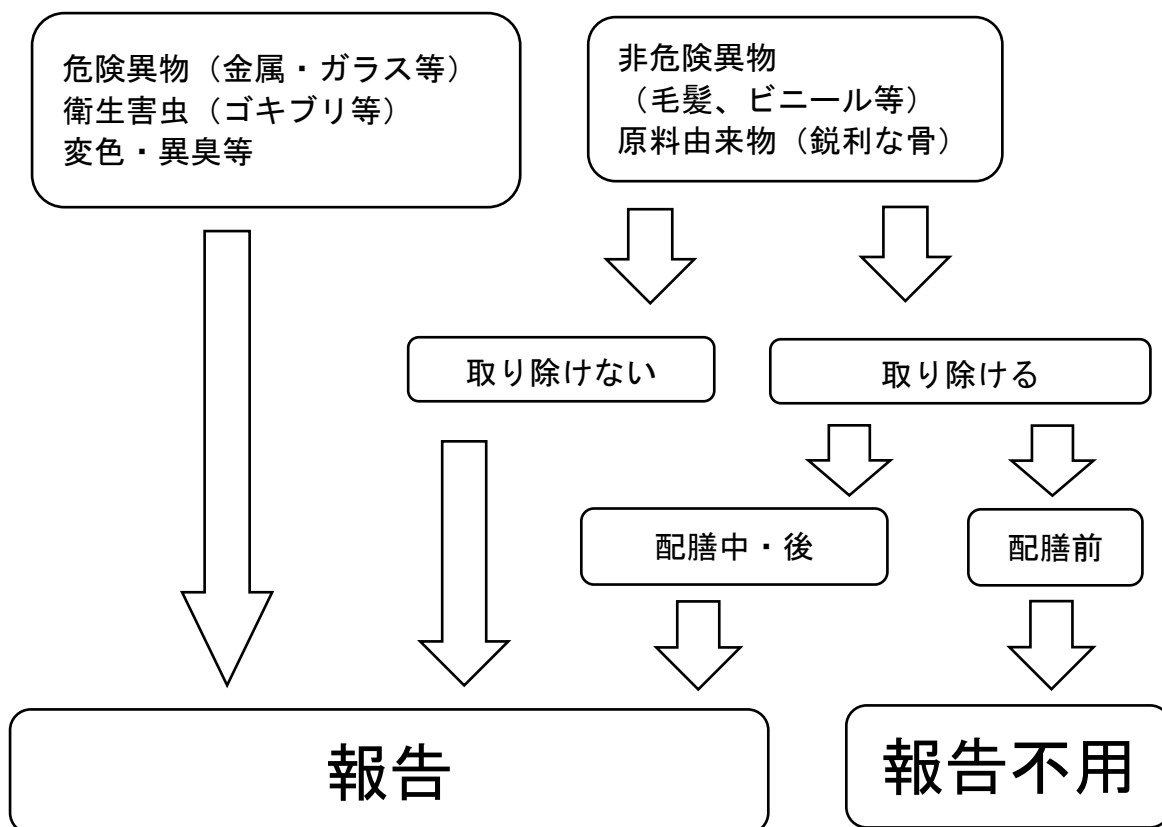 危険異物（金属・ガラス等）
衛生害虫（ゴキブリ等）
変色・異臭等
非危険異物
（毛髪、ビニール等）
原料由来物（鋭利な骨）
取り除けない
取り除ける
配膳中・後
配膳前
報告
報告不用